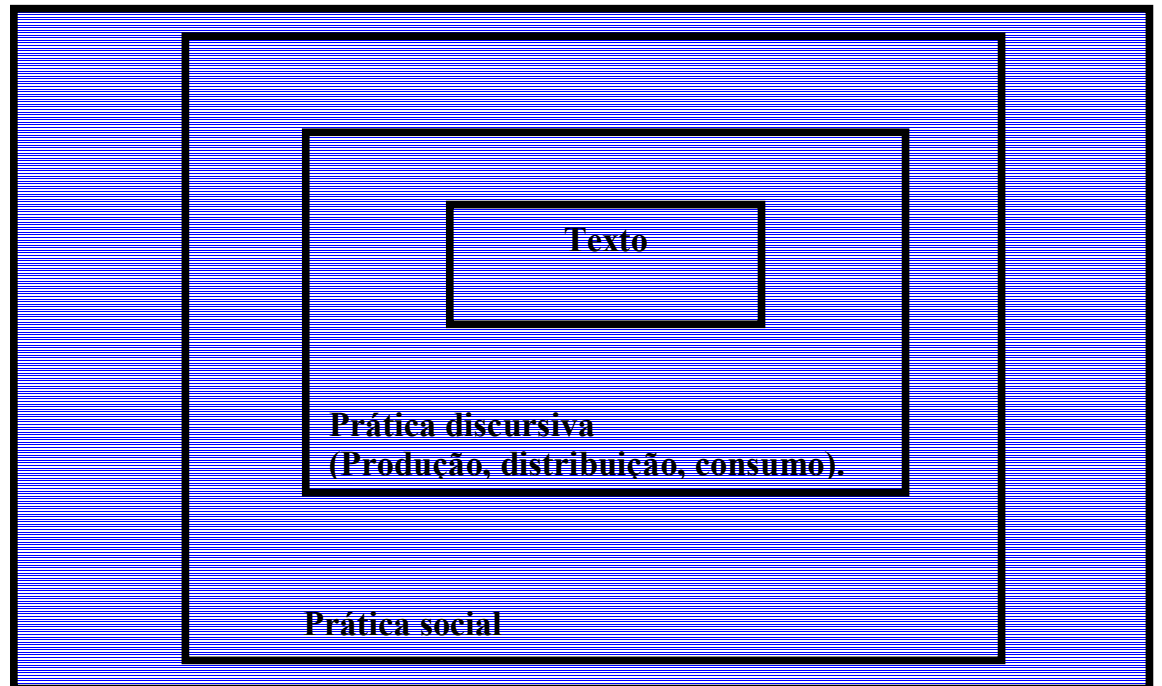 Texto
Prática discursiva
(Produção, distribuição, consumo).
Prática social